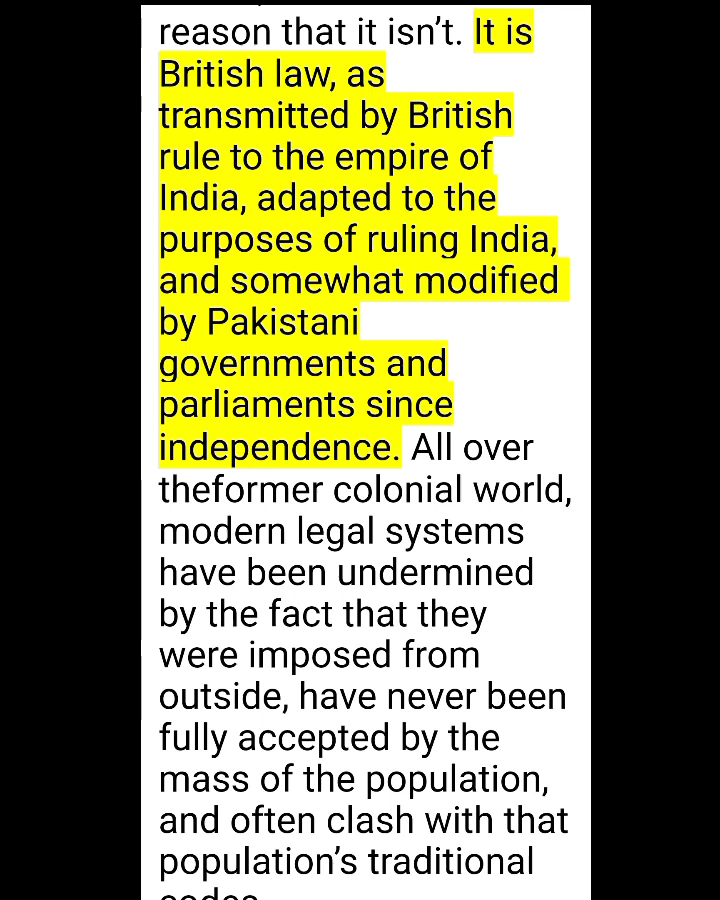 reason that it isn’t. It is
British law, as
transmitted by British
rule to the empire of
India, adapted to the
purposes of ruling India,
and somewhat modified
by Pakistani
governments and
parliaments since
independence. All over
theformer colonial world,
modern legal systems
have been undermined
by the fact that they
were imposed from
outside, have never been
fully accepted by the
mass of the population,
and often clash with that
population’s traditional